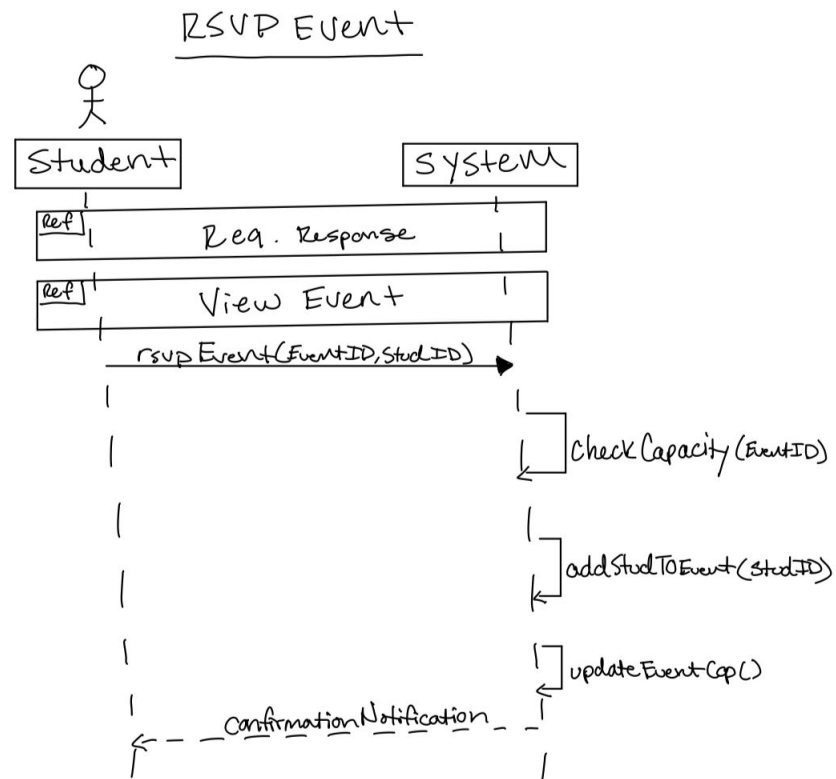 RSVP Event
Student
System
Ref
Req. Response
Ref
View Event
rsvpEvent(EventID, StudID)
checkCapacity(EventID)
addStudToEvent(StudID)
updateEventCap()
confirmationNotification